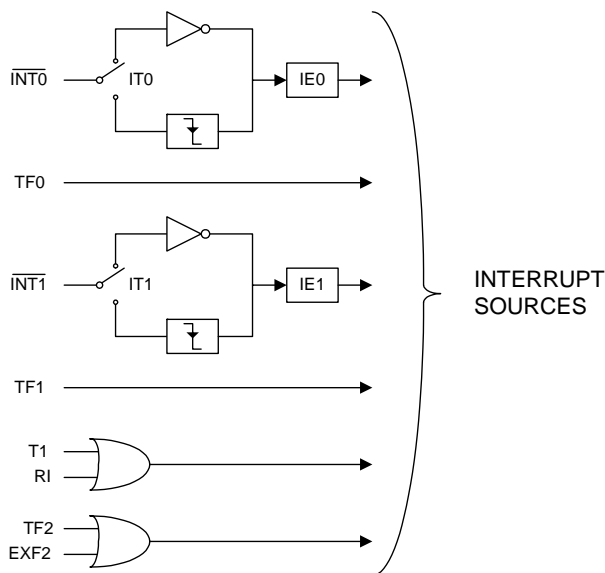 INT0
IT0
IE0
TF0
INT1
IT1
IE1
INTERRUPT
SOURCES
TF1
T1
RI
TF2
EXF2